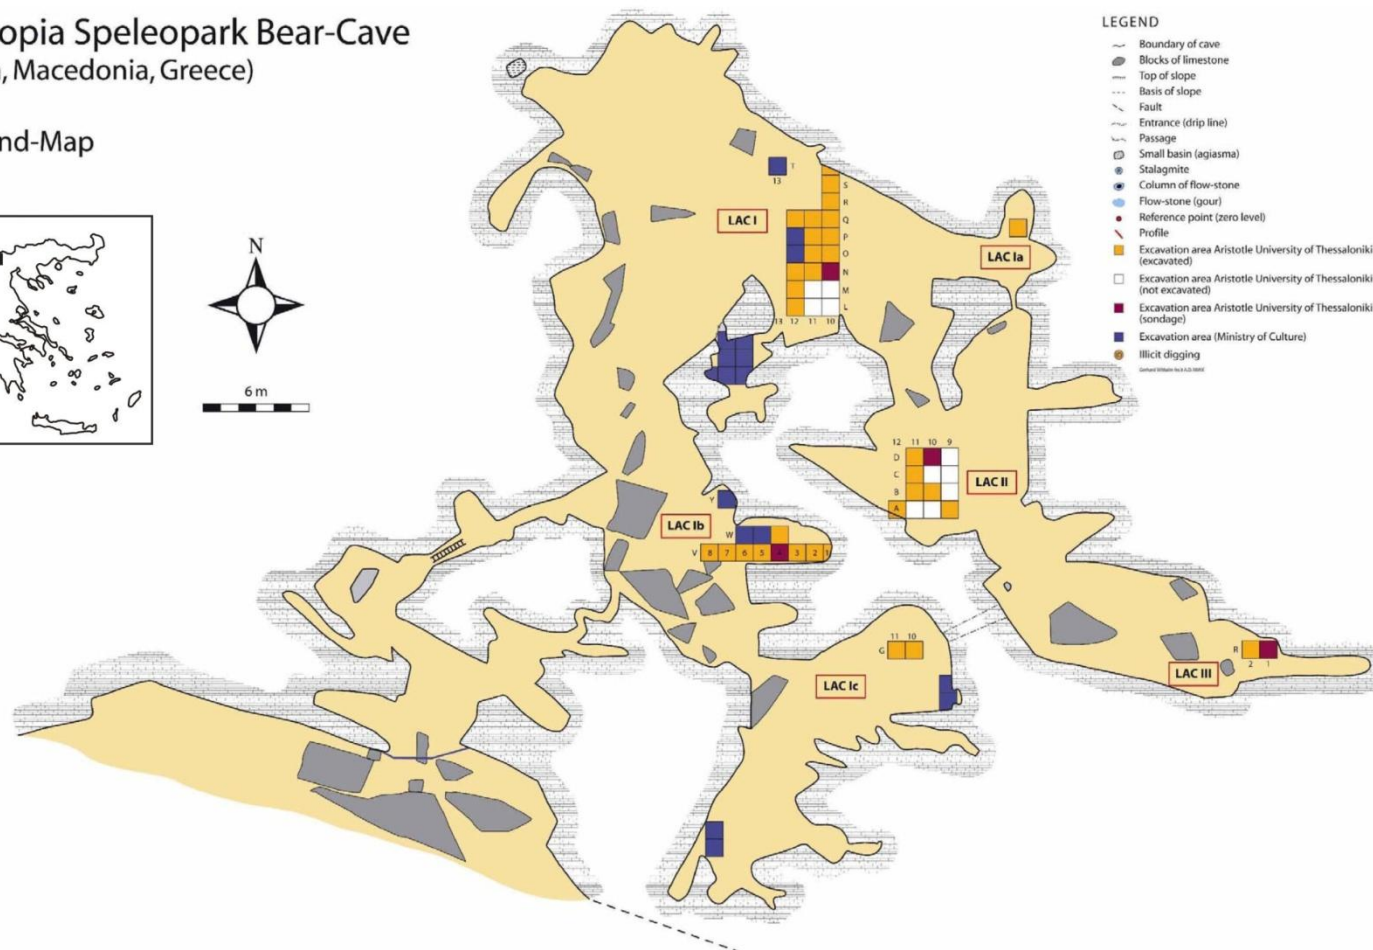 opia Speleopark Bear-Cave
, Macedonia, Greece)
nd-Map
N
6 m
LEGEND
Boundary of cave
Blocks of limestone
Top of slope
Basis of slope
Fault
Entrance (drip line)
Passage
Small basin (agiasma)
Stalagmite
Column of flow-stone
Flow-stone (gour)
Reference point (zero level)
Profile
Excavation area Aristotle University of Thessaloniki
(excavated)
Excavation area Aristotle University of Thessaloniki
(not excavated)
Excavation area Aristotle University of Thessaloniki
(sondage)
Excavation area (Ministry of Culture)
Illicit digging
T
13
S
R
Q
P
O
N
M
L
13 12 11 10
LAC I
LAC Ia
12 11 10 9
D
C
B
A
LAC II
Y
LAC Ib
W
V 8 7 6 5 4 3 2 1
11 10
G
LAC Ic
R
2 1
LAC III